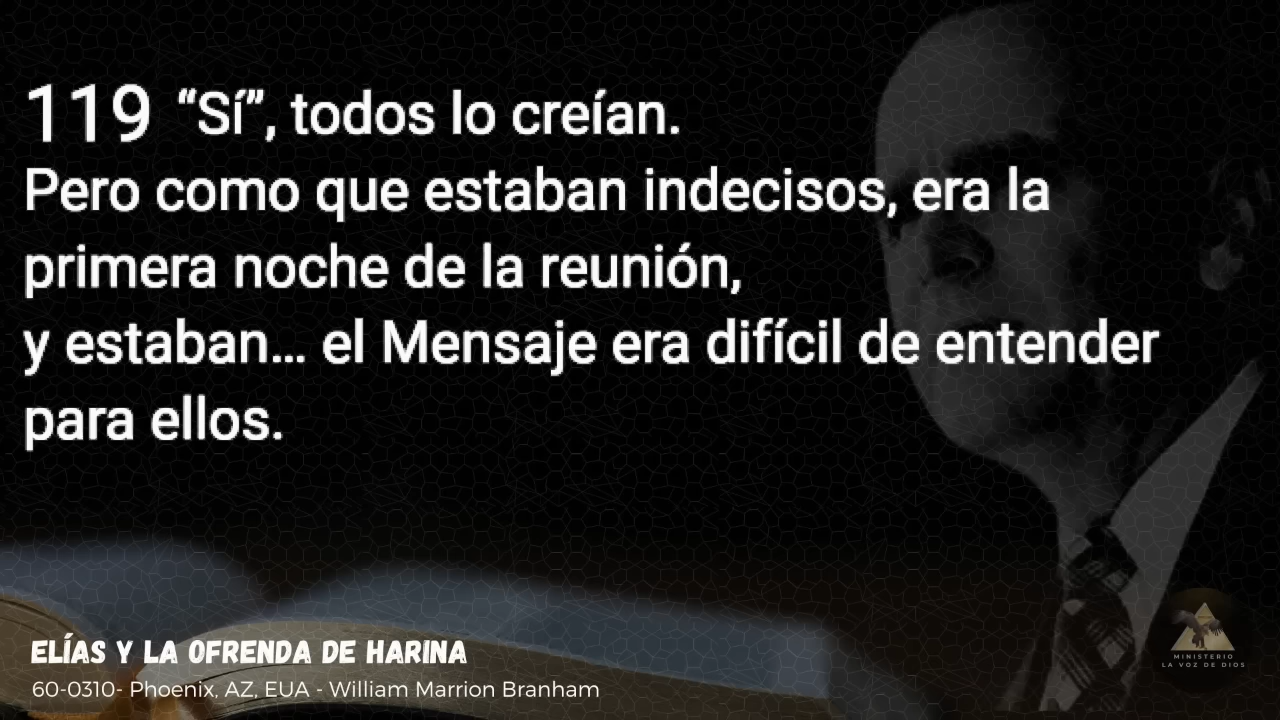 119 “Sí”, todos lo creían.
Pero como que estaban indecisos, era la
primera noche de la reunión,
y estaban... el Mensaje era difícil de entender
para ellos.
ELÍAS Y LA OFRENDA DE HARINA
60-0310- Phoenix, AZ, EUA - William Marrion Branham
MINISTERIO
LA VOZ DE DIOS